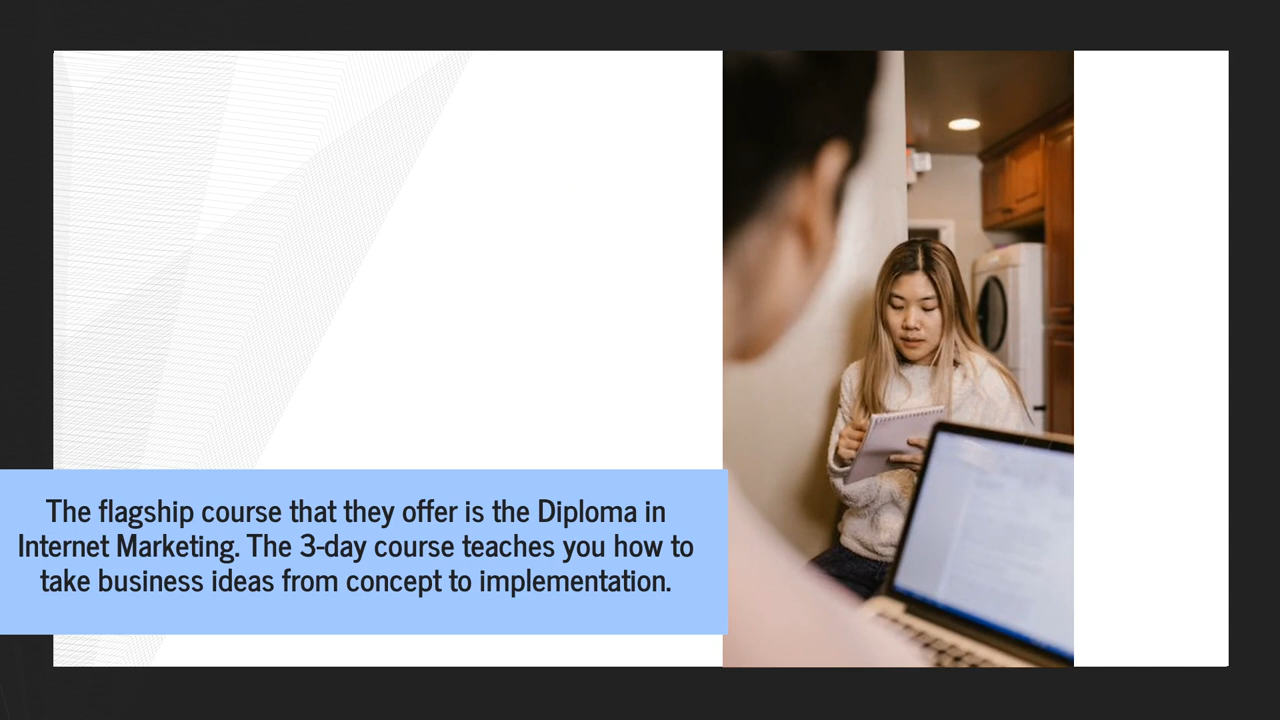 The flagship course that they offer is the Diploma in
Internet Marketing. The 3-day course teaches you how to
take business ideas from concept to implementation.